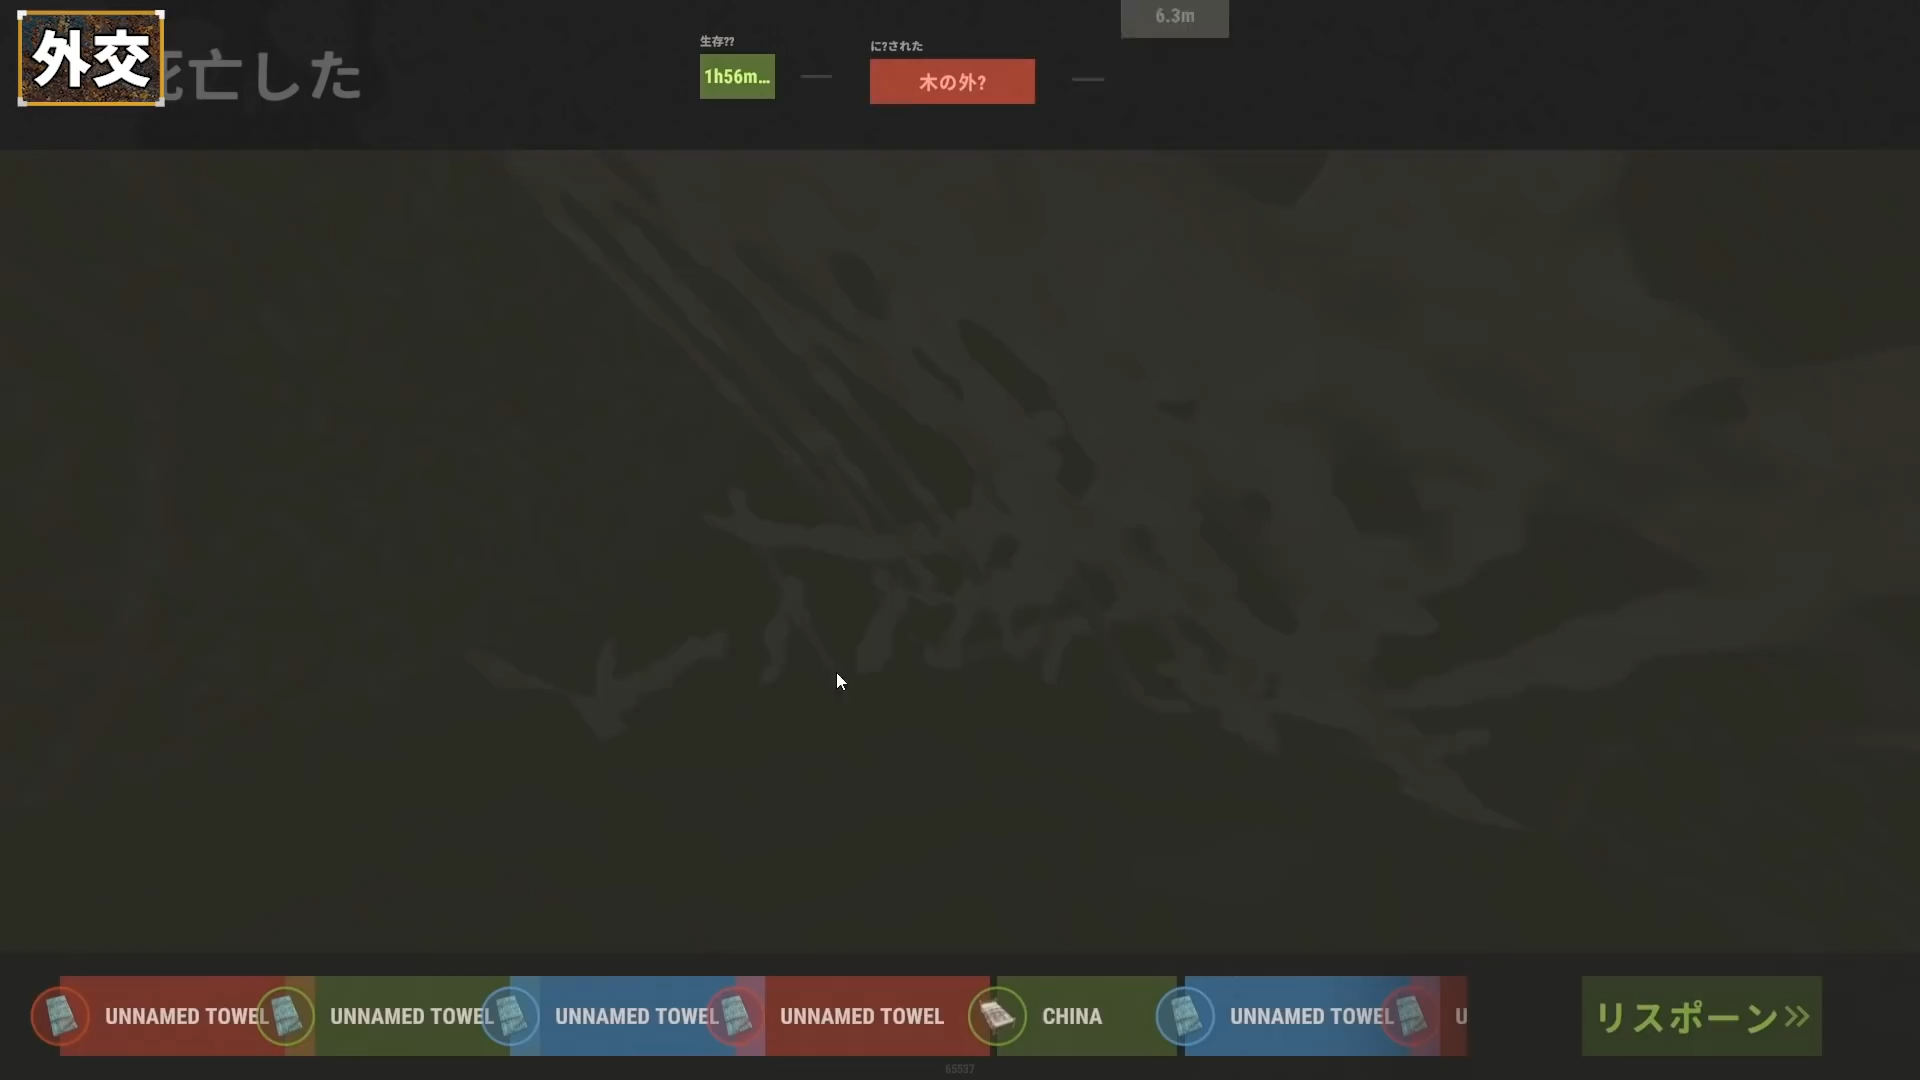 外交
死亡した
生存??
1h56m...
に?された
木の外?
6.3m
UNNAMED TOWEL
UNNAMED TOWEL
UNNAMED TOWEL
UNNAMED TOWEL
CHINA
UNNAMED TOWEL
U
リスポーン»
65537